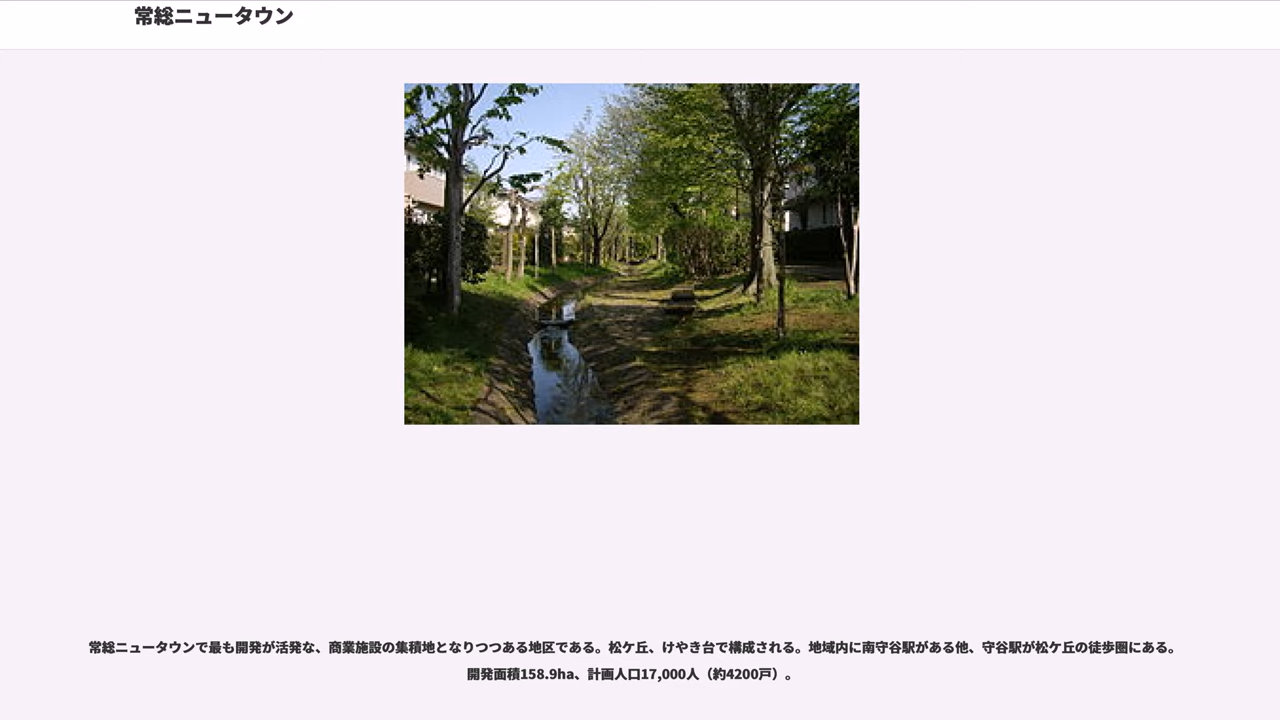 常総ニュータウン
常総ニュータウンで最も開発が活発な、商業施設の集積地となりつつある地区である。松ケ丘、けやき台で構成される。地域内に南守谷駅がある他、守谷駅が松ケ丘の徒歩圏にある。
開発面積158.9ha、計画人口17,000人（約4200戸）。